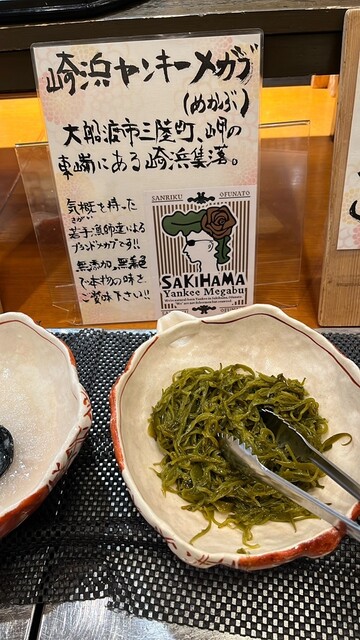 崎浜ヤンキーメガブ
(めかぶ)
大船渡市三陸町、岬の
東端にある崎浜集落。
気概を持った
きがい
若手漁師達による
ブランドメカブです!!
無添加、無着色
で本物の味を
ご賞味下さい!!
SANRIKU OFUNATO
SAKIHAMA
Yankee Megabu